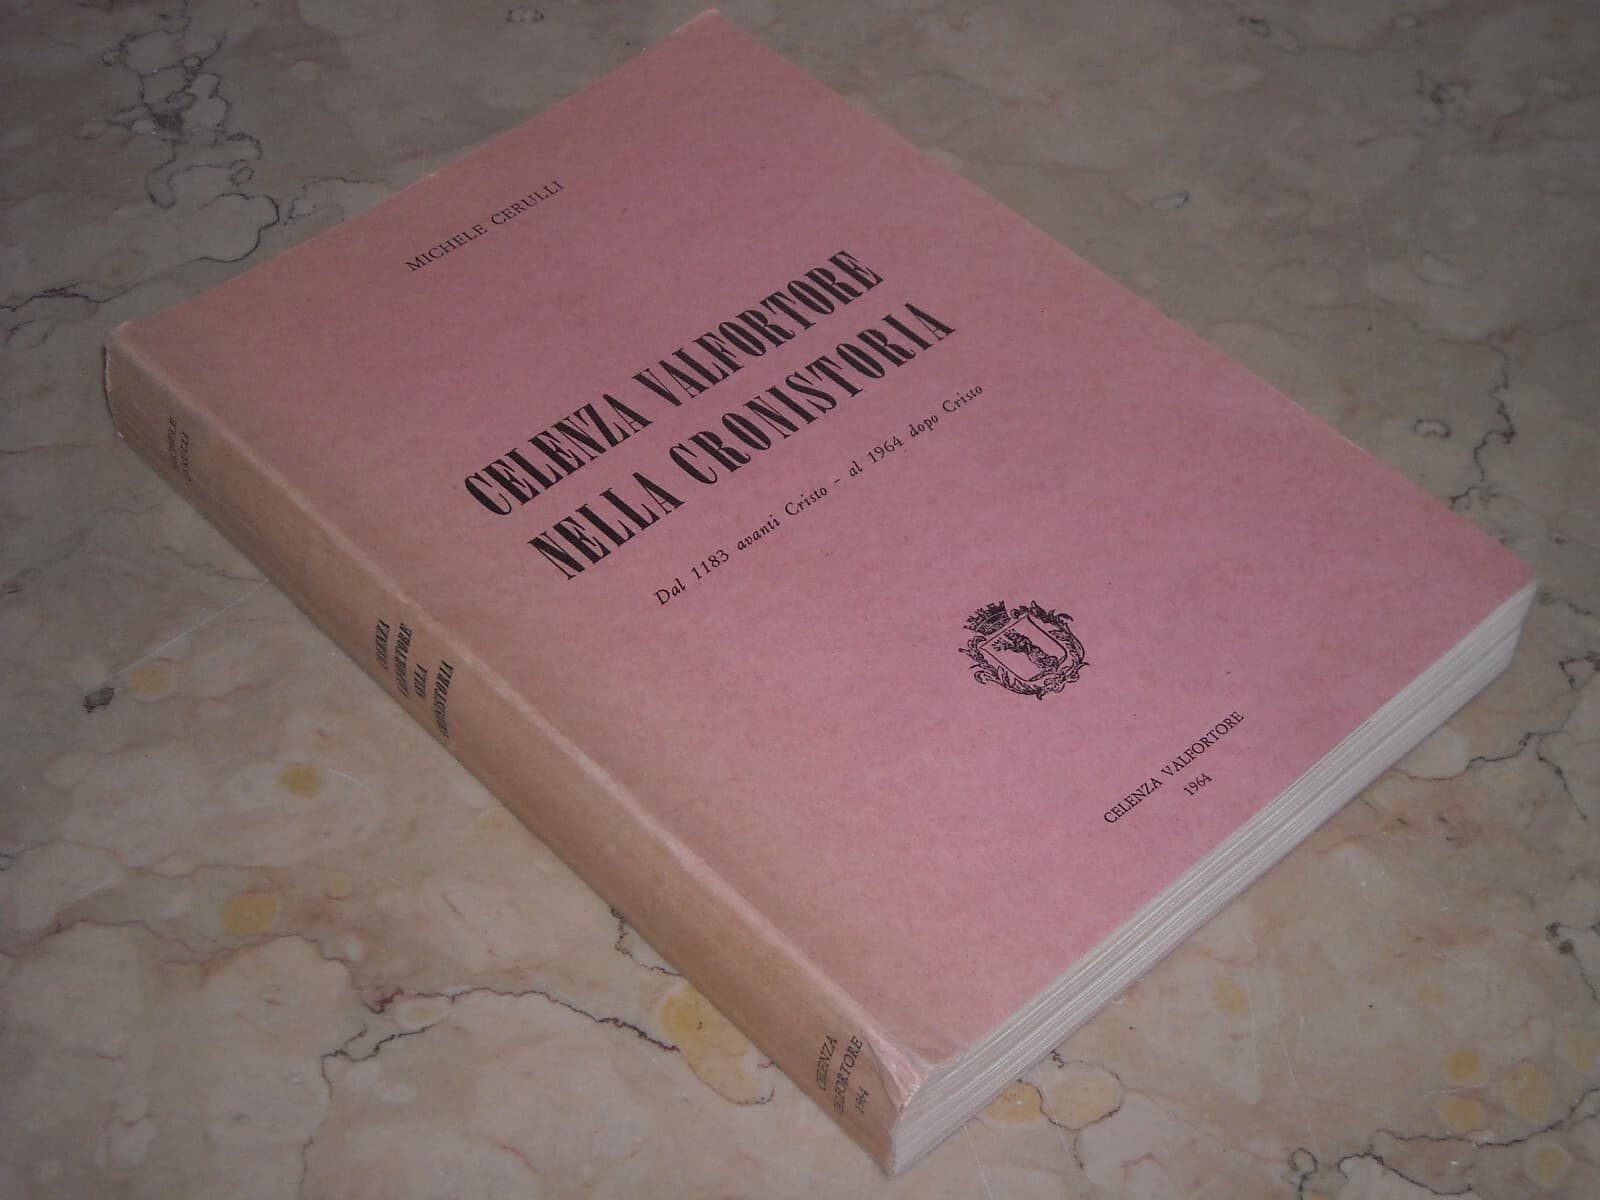 MICHELE CERULLI
CELENZA VALFORTORE
NELLA CRONISTORIA
Dal 1183 avanti Cristo - al 1964 dopo Cristo
CELENZA VALFORTORE
1964
MICHELE
CERULLI
CELENZA
VALFORTORE
NELLA
CRONISTORIA
CELENZA
VALFORTORE
1964